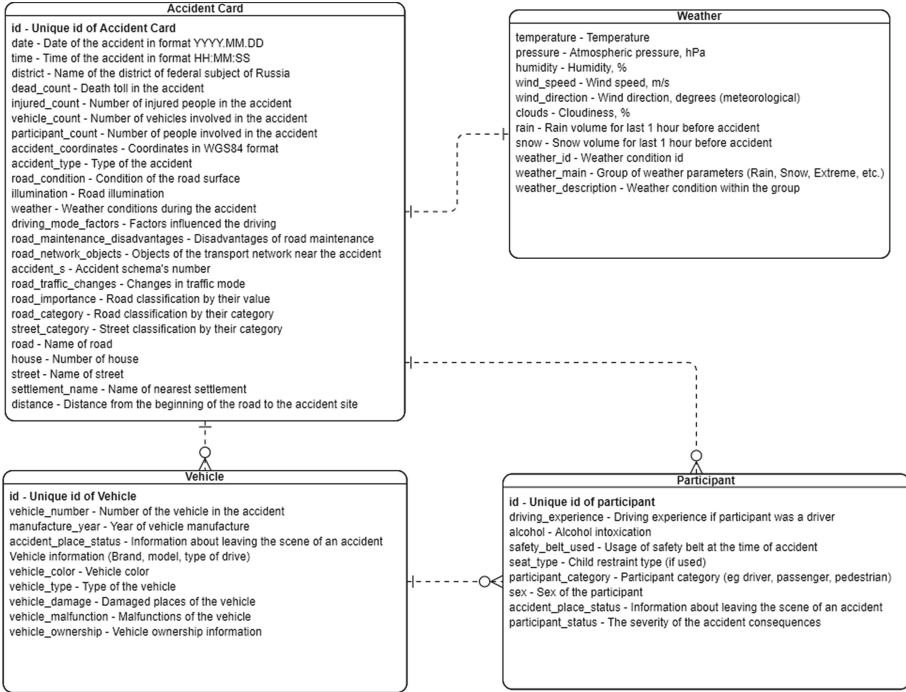 Accident Card
id - Unique id of Accident Card
date - Date of the accident in format YYYY.MM.DD
time - Time of the accident in format HH:MM:SS
district - Name of the district of federal subject of Russia
dead_count - Death toll in the accident
injured_count - Number of injured people in the accident
vehicle_count - Number of vehicles involved in the accident
participant_count - Number of people involved in the accident
accident_coordinates - Coordinates in WGS84 format
accident_type - Type of the accident
road_condition - Condition of the road surface
illumination - Road illumination
weather - Weather conditions during the accident
driving_mode_factors - Factors influenced the driving
road_maintenance_disadvantages - Disadvantages of road maintenance
road_network_objects - Objects of the transport network near the accident
accident_s - Accident schema's number
road_traffic_changes - Changes in traffic mode
road_importance - Road classification by their value
road_category - Road classification by their category
street_category - Street classification by their category
road - Name of road
house - Number of house
street - Name of street
settlement_name - Name of nearest settlement
distance - Distance from the beginning of the road to the accident site
Weather
temperature - Temperature
pressure - Atmospheric pressure, hPa
humidity - Humidity, %
wind_speed - Wind speed, m/s
wind_direction - Wind direction, degrees (meteorological)
clouds - Cloudiness, %
rain - Rain volume for last 1 hour before accident
snow - Snow volume for last 1 hour before accident
weather_id - Weather condition id
weather_main - Group of weather parameters (Rain, Snow, Extreme, etc.)
weather_description - Weather condition within the group
Vehicle
id - Unique id of Vehicle
vehicle_number - Number of the vehicle in the accident
manufacture_year - Year of vehicle manufacture
accident_place_status - Information about leaving the scene of an accident
Vehicle information (Brand, model, type of drive)
vehicle_color - Vehicle color
vehicle_type - Type of the vehicle
vehicle_damage - Damaged places of the vehicle
vehicle_malfunction - Malfunctions of the vehicle
vehicle_ownership - Vehicle ownership information
Participant
id - Unique id of participant
driving_experience - Driving experience if participant was a driver
alcohol - Alcohol intoxication
safety_belt_used - Usage of safety belt at the time of accident
seat_type - Child restraint type (if used)
participant_category - Participant category (eg driver, passenger, pedestrian)
sex - Sex of the participant
accident_place_status - Information about leaving the scene of an accident
participant_status - The severity of the accident consequences